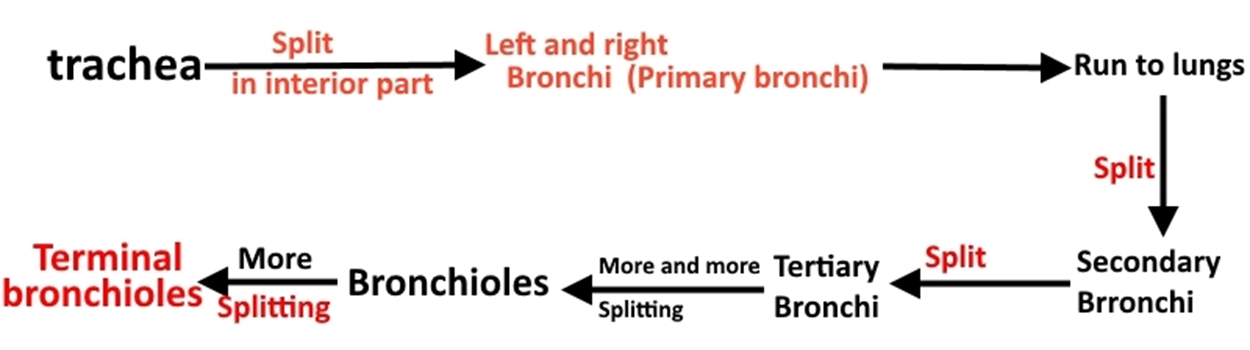 trachea
Split
in interior part
Left and right
Bronchi (Primary bronchi)
Run to lungs
Split
Secondary
Brronchi
Split
Tertiary
Bronchi
More and more
Splitting
Bronchioles
More
Splitting
Terminal
bronchioles